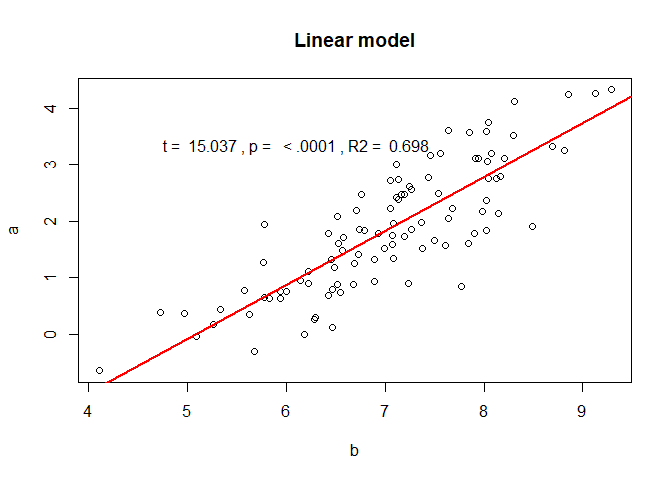 Linear model
4
t = 15.037 , p = < .0001 , R2 = 0.698
3
a
2
1
0
4 5 6 7 8 9
b